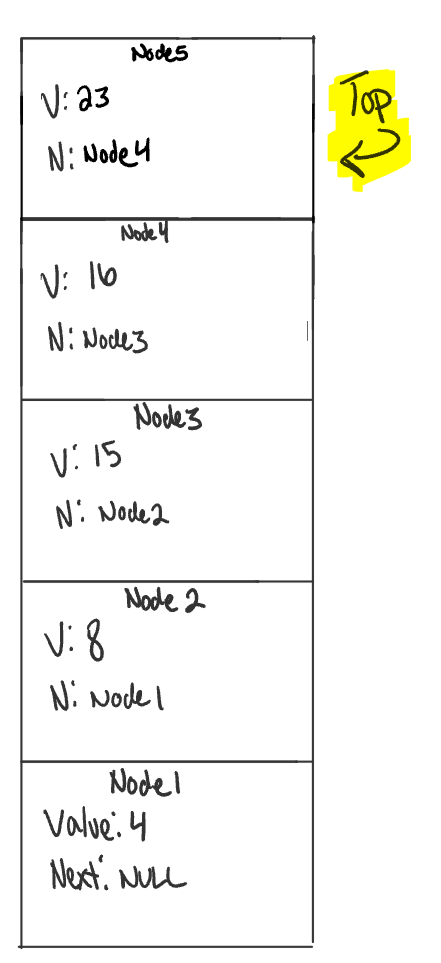 Node5
V: 23
N: Node4
Top
Node4
V: 16
N: Node3
Node3
V: 15
N: Node2
Node 2
V: 8
N: Node1
Node1
Value: 4
Next: NULL